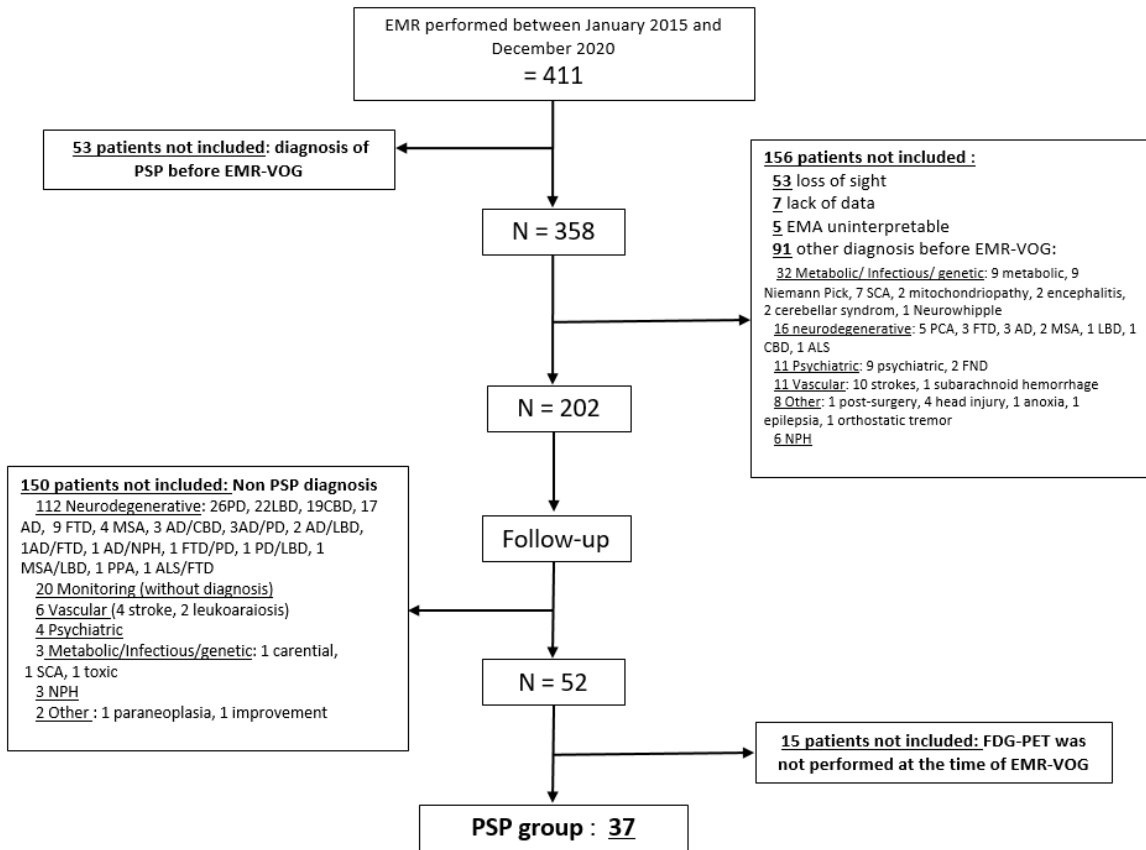 EMR performed between January 2015 and
December 2020
= 411
53 patients not included: diagnosis of
PSP before EMR-VOG
156 patients not included :
53 loss of sight
7 lack of data
5 EMA uninterpretable
91 other diagnosis before EMR-VOG:
32 Metabolic/ Infectious/ genetic: 9 metabolic, 9
Niemann Pick, 7 SCA, 2 mitochondriopathy, 2 encephalitis,
2 cerebellar syndrom, 1 Neurowhipple
16 neurodegenerative: 5 PCA, 3 FTD, 3 AD, 2 MSA, 1 LBD, 1
CBD, 1 ALS
11 Psychiatric: 9 psychiatric, 2 FND
11 Vascular: 10 strokes, 1 subarachnoid hemorrhage
8 Other: 1 post-surgery, 4 head injury, 1 anoxia, 1
epilepsia, 1 orthostatic tremor
6 NPH
N = 358
N = 202
150 patients not included: Non PSP diagnosis
112 Neurodegenerative: 26PD, 22LBD, 19CBD, 17
AD, 9 FTD, 4 MSA, 3 AD/CBD, 3AD/PD, 2 AD/LBD,
1AD/FTD, 1 AD/NPH, 1 FTD/PD, 1 PD/LBD, 1
MSA/LBD, 1 PPA, 1 ALS/FTD
20 Monitoring (without diagnosis)
6 Vascular (4 stroke, 2 leukoaraiosis)
4 Psychiatric
3 Metabolic/Infectious/genetic: 1 carential,
1 SCA, 1 toxic
3 NPH
2 Other : 1 paraneoplasia, 1 improvement
Follow-up
N = 52
15 patients not included: FDG-PET was
not performed at the time of EMR-VOG
PSP group : 37